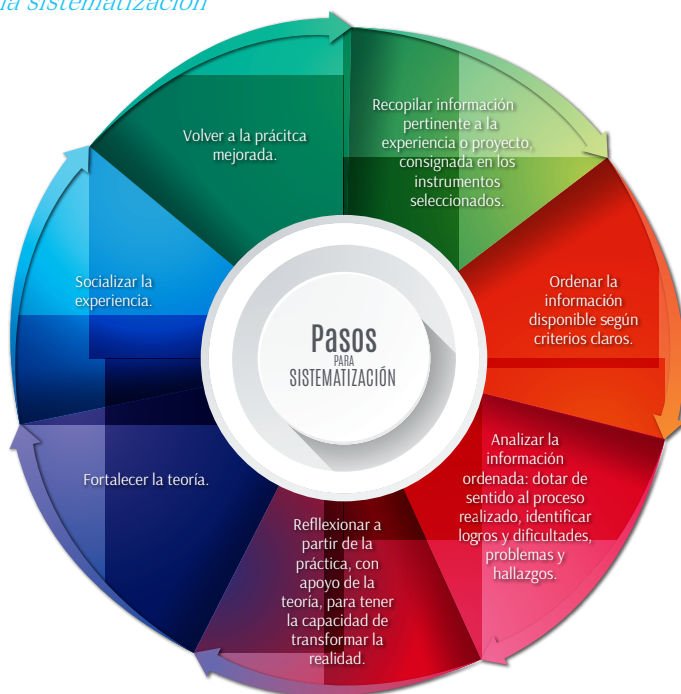 la sistematización
Recopilar información
pertinente a la
experiencia o proyecto,
consignada en los
instrumentos
seleccionados.
Ordenar la
información
disponible según
criterios claros.
Analizar la
información
ordenada: dotar de
sentido al proceso
realizado, identificar
logros y dificultades,
problemas y
hallazgos.
Refllexionar a
partir de la
práctica, con
apoyo de la
teoría, para tener
la capacidad de
transformar la
realidad.
Fortalecer la teoría.
Socializar la
experiencia.
Volver a la prácitca
mejorada.
Pasos
PARA
SISTEMATIZACIÓN